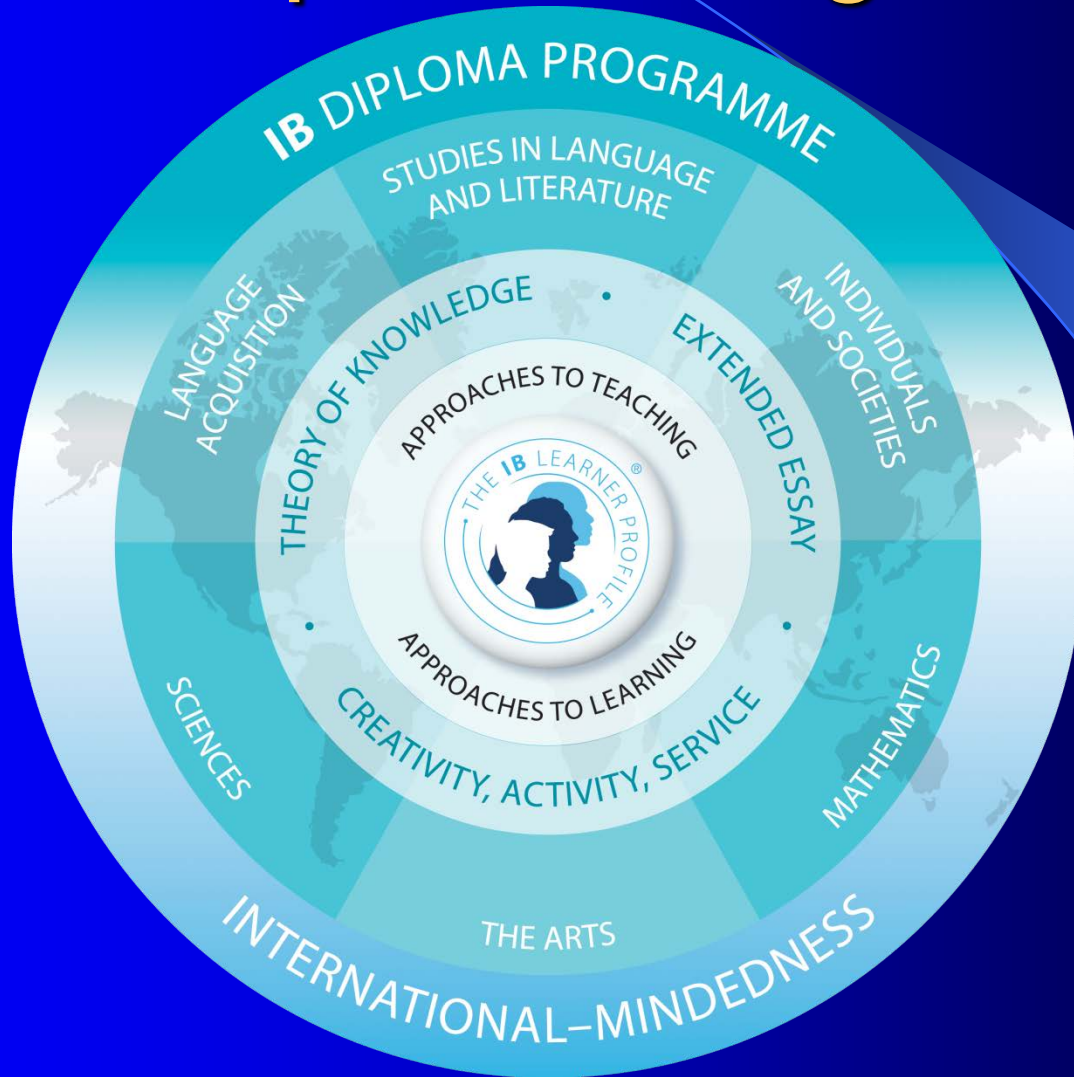 IB DIPLOMA PROGRAMME
STUDIES IN LANGUAGE
AND LITERATURE
LANGUAGE
ACQUISITION
INDIVIDUALS
AND SOCIETIES
THEORY OF KNOWLEDGE
EXTENDED ESSAY
APPROACHES TO TEACHING
THE IB LEARNER PROFILE ®
APPROACHES TO LEARNING
CREATIVITY, ACTIVITY, SERVICE
SCIENCES
MATHEMATICS
THE ARTS
INTERNATIONAL–MINDEDNESS